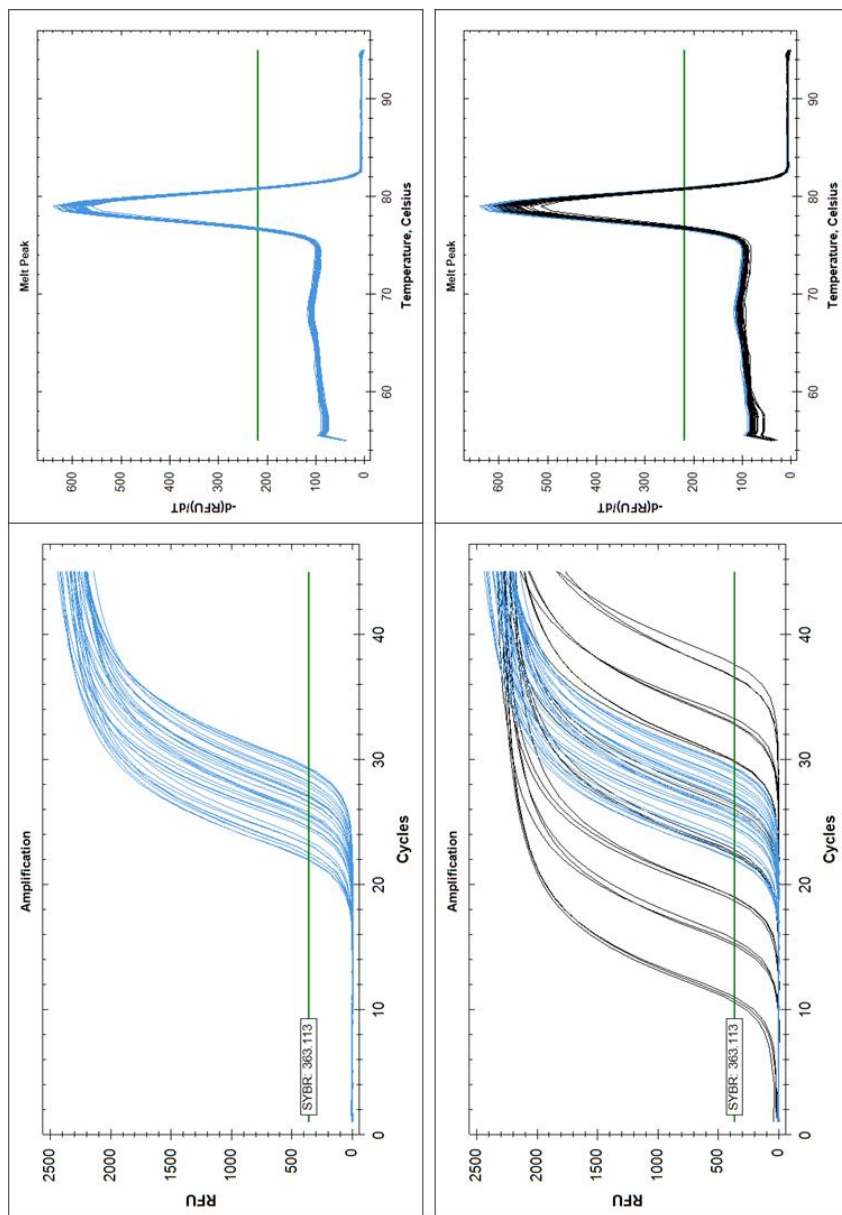 Amplification
2500
2000
1500
1000
500
0
RFU
SYBR: 363.113
0 10 20 30 40
Cycles
Melt Peak
600
500
400
300
200
100
0
-d(RFU)/dT
60 70 80 90
Temperature, Celsius
Amplification
2500
2000
1500
1000
500
0
RFU
SYBR: 363.113
0 10 20 30 40
Cycles
Melt Peak
600
500
400
300
200
100
0
-d(RFU)/dT
60 70 80 90
Temperature, Celsius